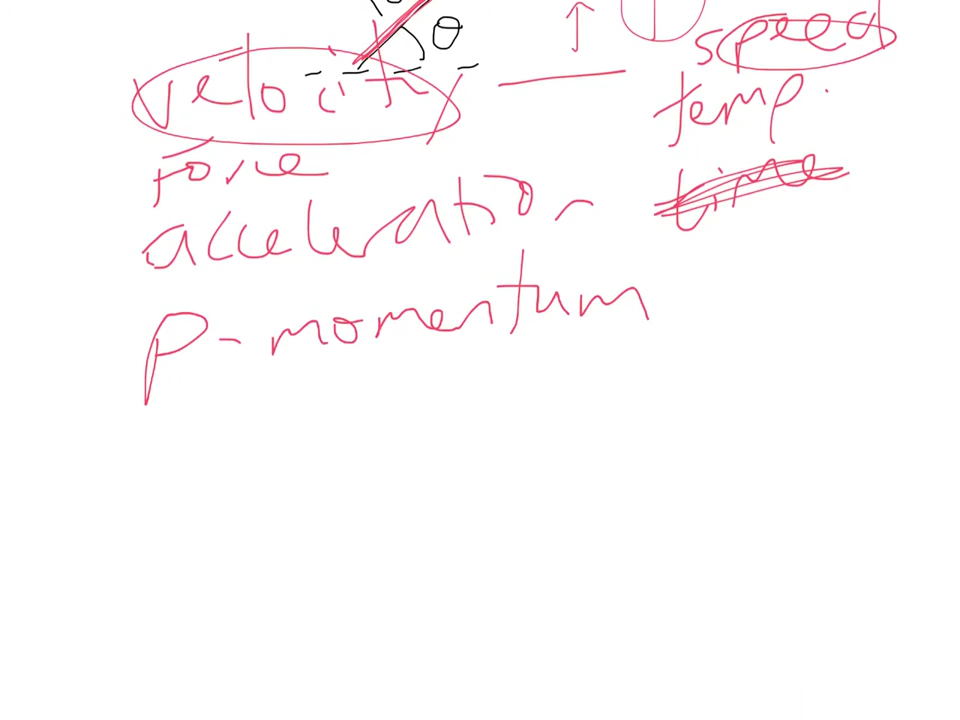 θ
velocity
speed
temp.
Force
time
acceleration
p-momentum